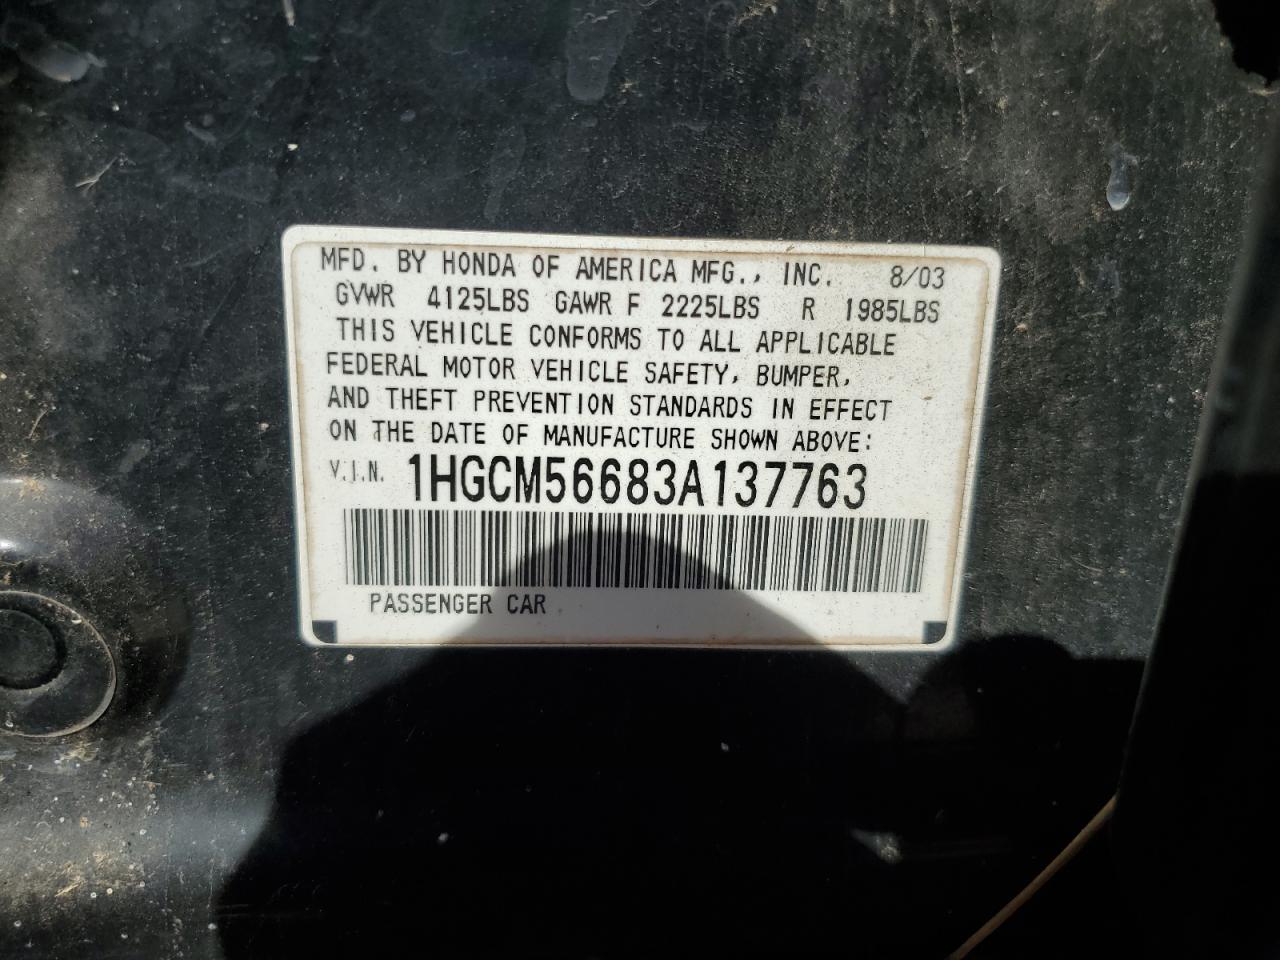 MFD. BY HONDA OF AMERICA MFG., INC. 8/03
GVWR 4125LBS GAWR F 2225LBS R 1985LBS
THIS VEHICLE CONFORMS TO ALL APPLICABLE
FEDERAL MOTOR VEHICLE SAFETY, BUMPER,
AND THEFT PREVENTION STANDARDS IN EFFECT
ON THE DATE OF MANUFACTURE SHOWN ABOVE:
V.I.N. 1HGCM56683A137763
PASSENGER CAR